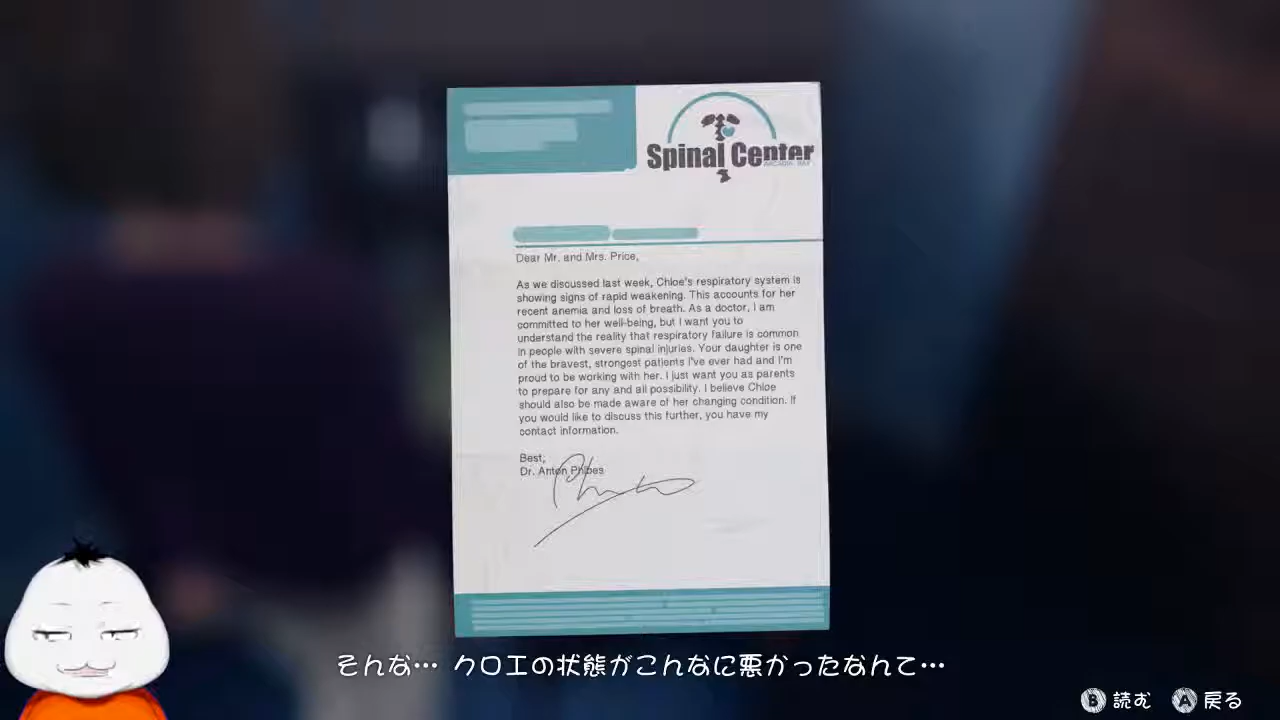 Spinal Center
ARCADIA BAY
Dear Mr. and Mrs. Price,
As we discussed last week, Chloe's respiratory system is
showing signs of rapid weakening. This accounts for her
recent anemia and loss of breath. As a doctor, I am
committed to her well-being, but I want you to
understand the reality that respiratory failure is common
in people with severe spinal injuries. Your daughter is one
of the bravest, strongest patients I've ever had and I'm
proud to be working with her. I just want you as parents
to prepare for any and all possibility. I believe Chloe
should also be made aware of her changing condition. If
you would like to discuss this further, you have my
contact information.
Best,
Dr. Anton Phibes
そんな… クロエの状態がこんなに悪かったなんて…
B 読む A 戻る